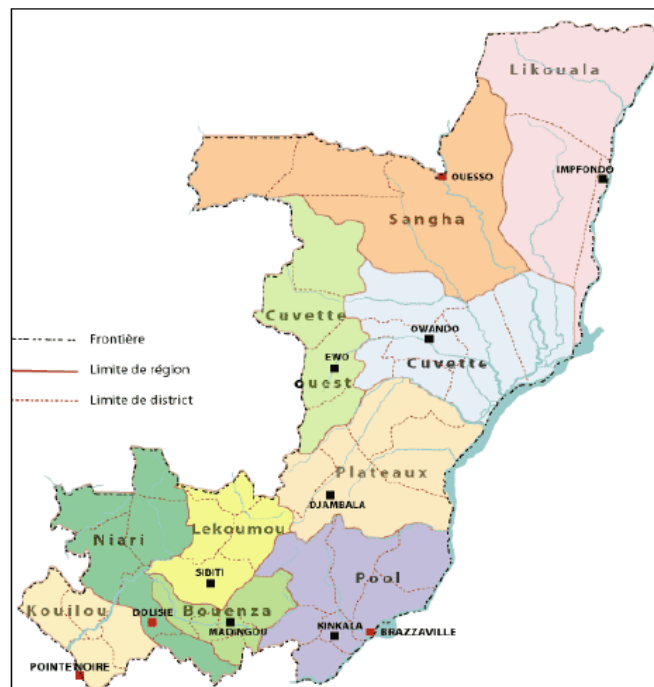 Likouala
IMPFONDO
OUESSO
Sangha
Cuvette
OWANDO
Frontière
EWO
Cuvette
Limite de région
ouest
Limite de district
Plateaux
DJAMBALA
Lekoumou
Niari
SIBITI
Pool
Kouilou
DOLISIE
Bouenza
MADINGOU
KINKALA
BRAZZAVILLE
POINTE NOIRE